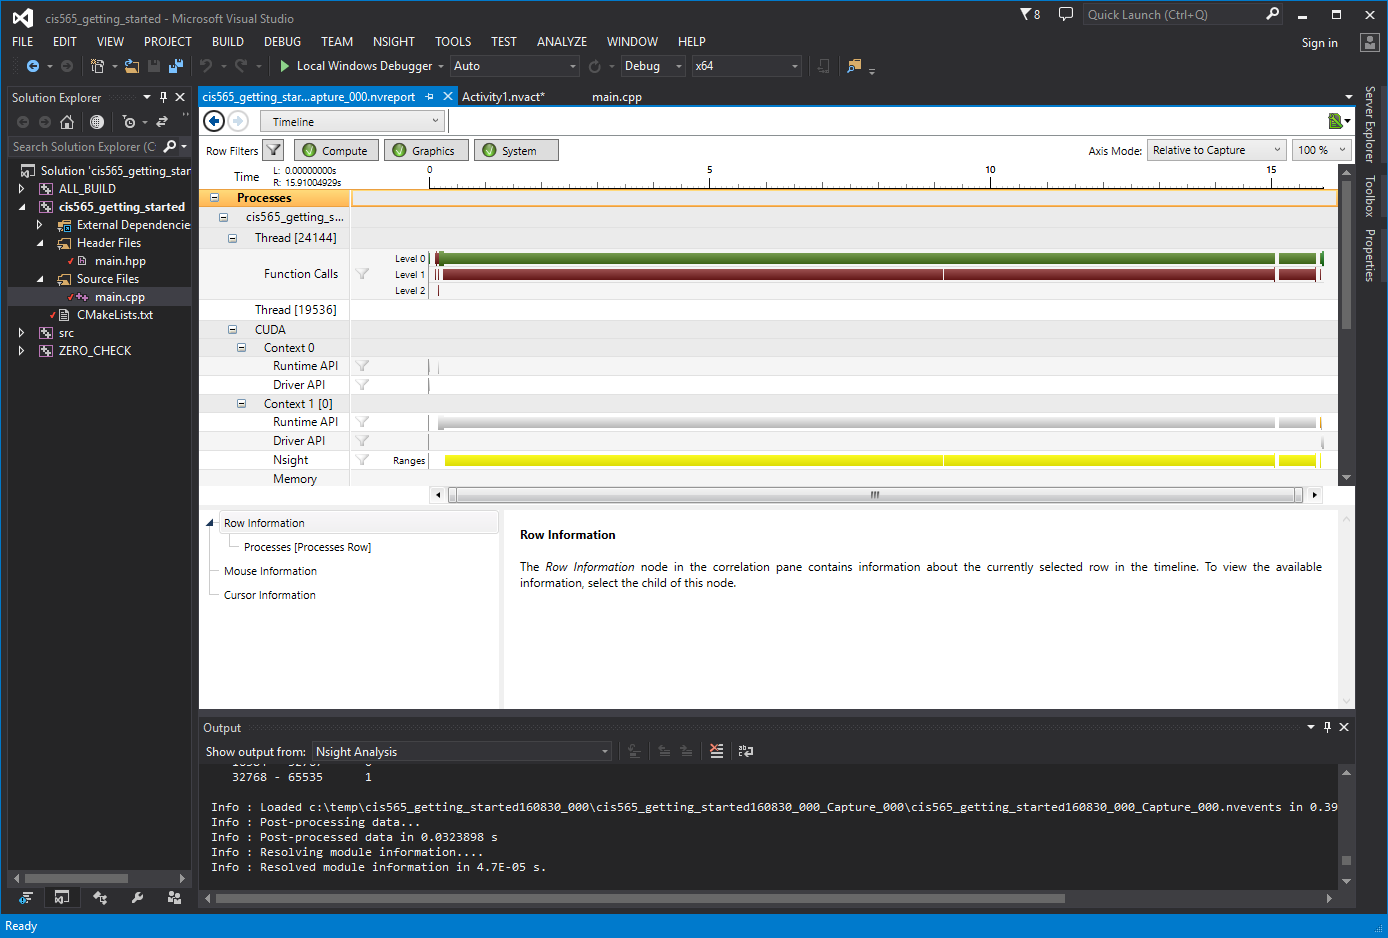 cis565_getting_started - Microsoft Visual Studio
8
Quick Launch (Ctrl+Q)
FILE EDIT VIEW PROJECT BUILD DEBUG TEAM NSIGHT TOOLS TEST ANALYZE WINDOW HELP
Sign in
Local Windows Debugger Auto Debug x64
Solution Explorer
Search Solution Explorer (C
Solution 'cis565_getting_star
ALL_BUILD
cis565_getting_started
External Dependencie
Header Files
main.hpp
Source Files
main.cpp
CMakeLists.txt
src
ZERO_CHECK
cis565_getting_star...apture_000.nvreport Activity1.nvact* main.cpp
Timeline
Row Filters Compute Graphics System Axis Mode: Relative to Capture 100 %
Time L: 0.00000000s
R: 15.91004929s
0 5 10 15
Processes
cis565_getting_s...
Thread [24144]
Function Calls
Level 0
Level 1
Level 2
Thread [19536]
CUDA
Context 0
Runtime API
Driver API
Context 1 [0]
Runtime API
Driver API
Nsight Ranges
Memory
Row Information
Processes [Processes Row]
Mouse Information
Cursor Information
Row Information
The Row Information node in the correlation pane contains information about the currently selected row in the timeline. To view the available
information, select the child of this node.
Server Explorer
Toolbox
Properties
Output
Show output from: Nsight Analysis
32768 - 65535 1
Info : Loaded c:\temp\cis565_getting_started160830_000\cis565_getting_started160830_000_Capture_000\cis565_getting_started160830_000_Capture_000.nvevents in 0.39
Info : Post-processing data...
Info : Post-processed data in 0.0323898 s
Info : Resolving module information....
Info : Resolved module information in 4.7E-05 s.
Ready